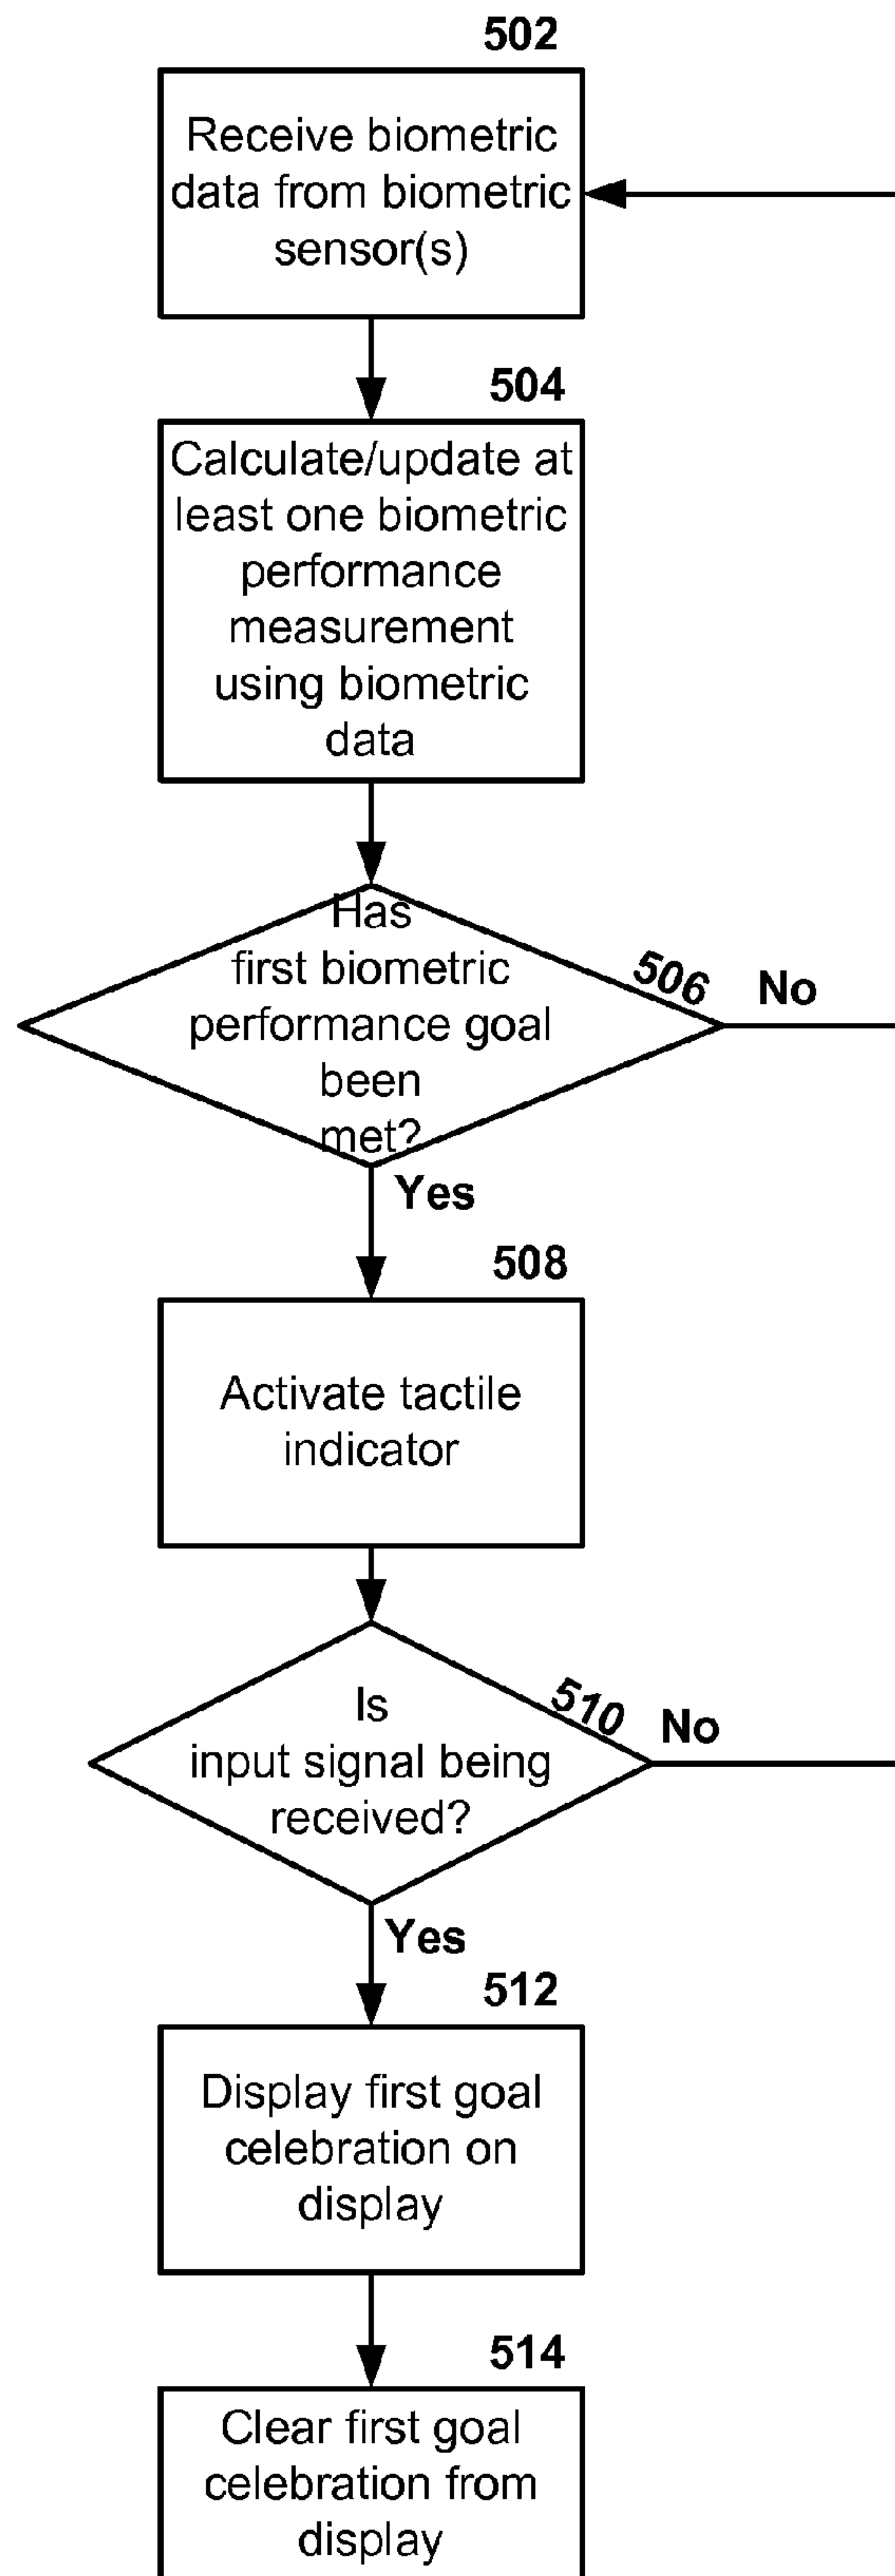 502
Receive biometric
data from biometric
sensor(s)
504
Calculate/update at
least one biometric
performance
measurement
using biometric
data
Has
first biometric
performance goal
been
met?
506
No
Yes
508
Activate tactile
indicator
Is
input signal being
received?
510
No
Yes
512
Display first goal
celebration on
display
514
Clear first goal
celebration from
display